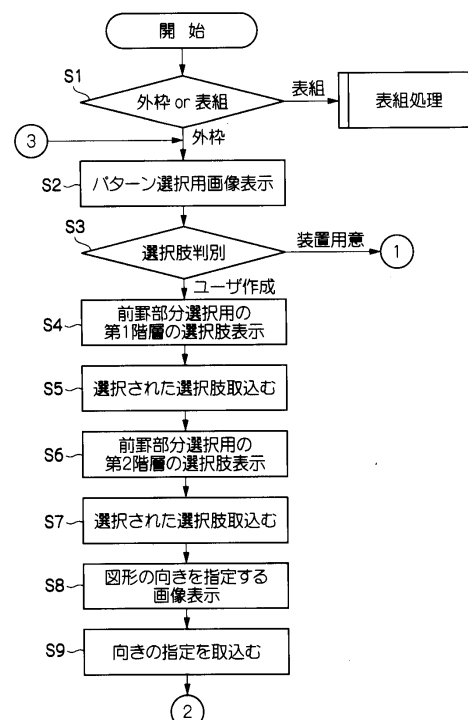 開 始
S1
外枠 or 表組
表組
表組処理
3
外枠
S2
パターン選択用画像表示
S3
選択肢判別
装置用意
1
ユーザ作成
S4
前罫部分選択用の
第1階層の選択肢表示
S5
選択された選択肢取込む
S6
前罫部分選択用の
第2階層の選択肢表示
S7
選択された選択肢取込む
S8
図形の向きを指定する
画像表示
S9
向きの指定を取込む
2